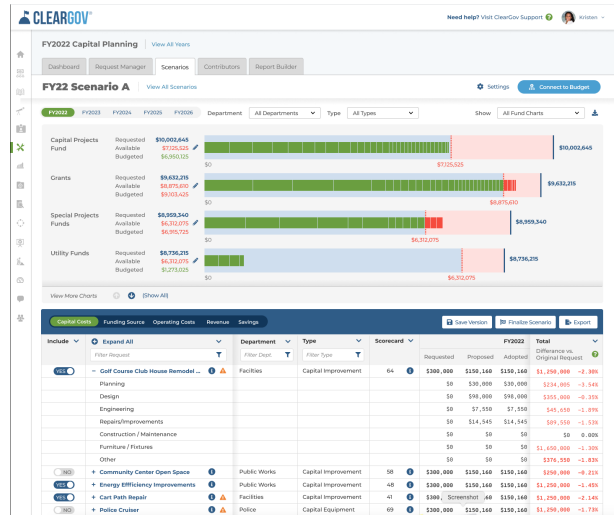 CLEARGOV
Need help? Visit ClearGov Support
Kristen
FY2022 Capital Planning View All Years
Dashboard Request Manager Scenarios Contributors Report Builder
FY22 Scenario A View All Scenarios Settings Connect to Budget
FY2022 FY2023 FY2024 FY2025 FY2026 Department All Departments Type All Types Show All Fund Charts
Capital Projects Fund
Requested $10,002,645
Available $7,125,525
Budgeted $6,950,125
$0 $7,125,525 $10,002,645
Grants
Requested $9,632,215
Available $8,875,610
Budgeted $9,103,425
$0 $8,875,610 $9,632,215
Special Projects Funds
Requested $8,959,340
Available $6,312,075
Budgeted $6,915,725
$0 $6,312,075 $8,959,340
Utility Funds
Requested $8,736,215
Available $6,312,075
Budgeted $1,273,025
$0 $6,312,075 $8,736,215
View More Charts (Show All)
Capital Costs Funding Source Operating Costs Revenue Savings Save Version Finalize Scenario Export
Include Expand All Department Type Scorecard FY2022 Total
Filter Request Filter Dept Filter Type Requested Proposed Adopted Difference vs. Original Request
YES − Golf Course Club House Remodel ... Facilties Capital Improvement 64 $300,000 $150,160 $150,160 $1,250,000 -2.30%
Planning $0 $30,000 $30,000 $234,005 -3.54%
Design $0 $98,000 $98,000 $355,000 -0.35%
Engineering $0 $7,550 $7,550 $45,650 -1.89%
Repairs/Improvements $0 $14,545 $14,545 $89,550 -1.53%
Construction / Maintenance $0 $0 $0 $0 0.00%
Furniture / Fixtures $0 $0 $0 $1,650,000 -1.30%
Other $0 $0 $0 $376,550 -1.83%
NO + Community Center Open Space Public Works Capital Improvement 58 $300,000 $150,160 $150,160 $250,000 -0.21%
YES + Energy Effficiency Improvements Public Works Capital Improvement 48 $300,000 $150,160 $150,160 $1,250,000 -1.45%
YES + Cart Path Repair Facilities Capital Improvement 41 $300, Screenshot 60 $150,160 $1,250,000 -2.14%
NO + Police Cruiser Police Capital Equipment 69 $300,000 $150,160 $150,160 $1,250,000 -1.73%